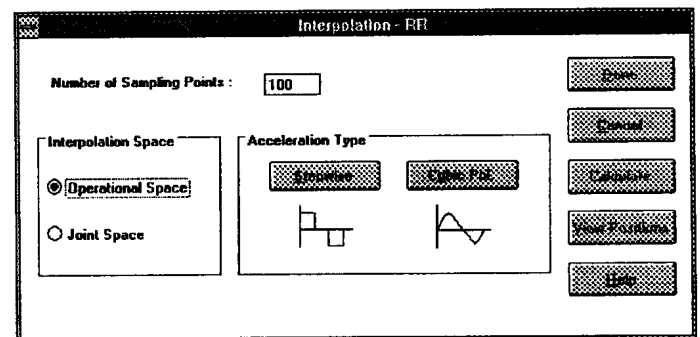 Interpolation - RR
Number of Sampling Points :
100
Done
Cancel
Interpolation Space
Acceleration Type
Stepwise
Cubic Pol.
Calculate
Operational Space
Joint Space
View Positions
Help